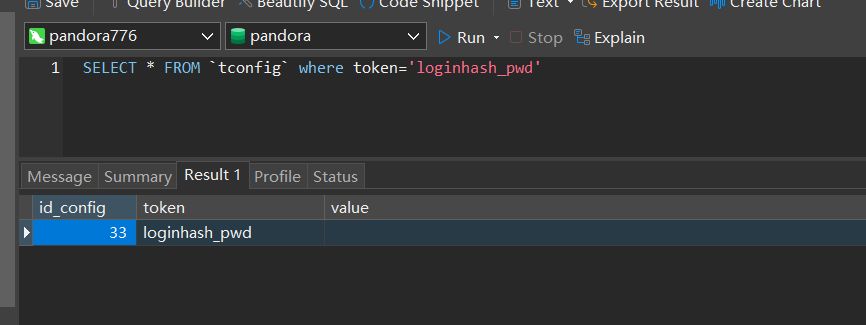 Save Query Builder Beautify SQL Code Snippet Text Export Result Create Chart
pandora776 pandora Run Stop Explain
1 SELECT * FROM `tconfig` where token='loginhash_pwd'
Message Summary Result 1 Profile Status
id_config token value
33 loginhash_pwd